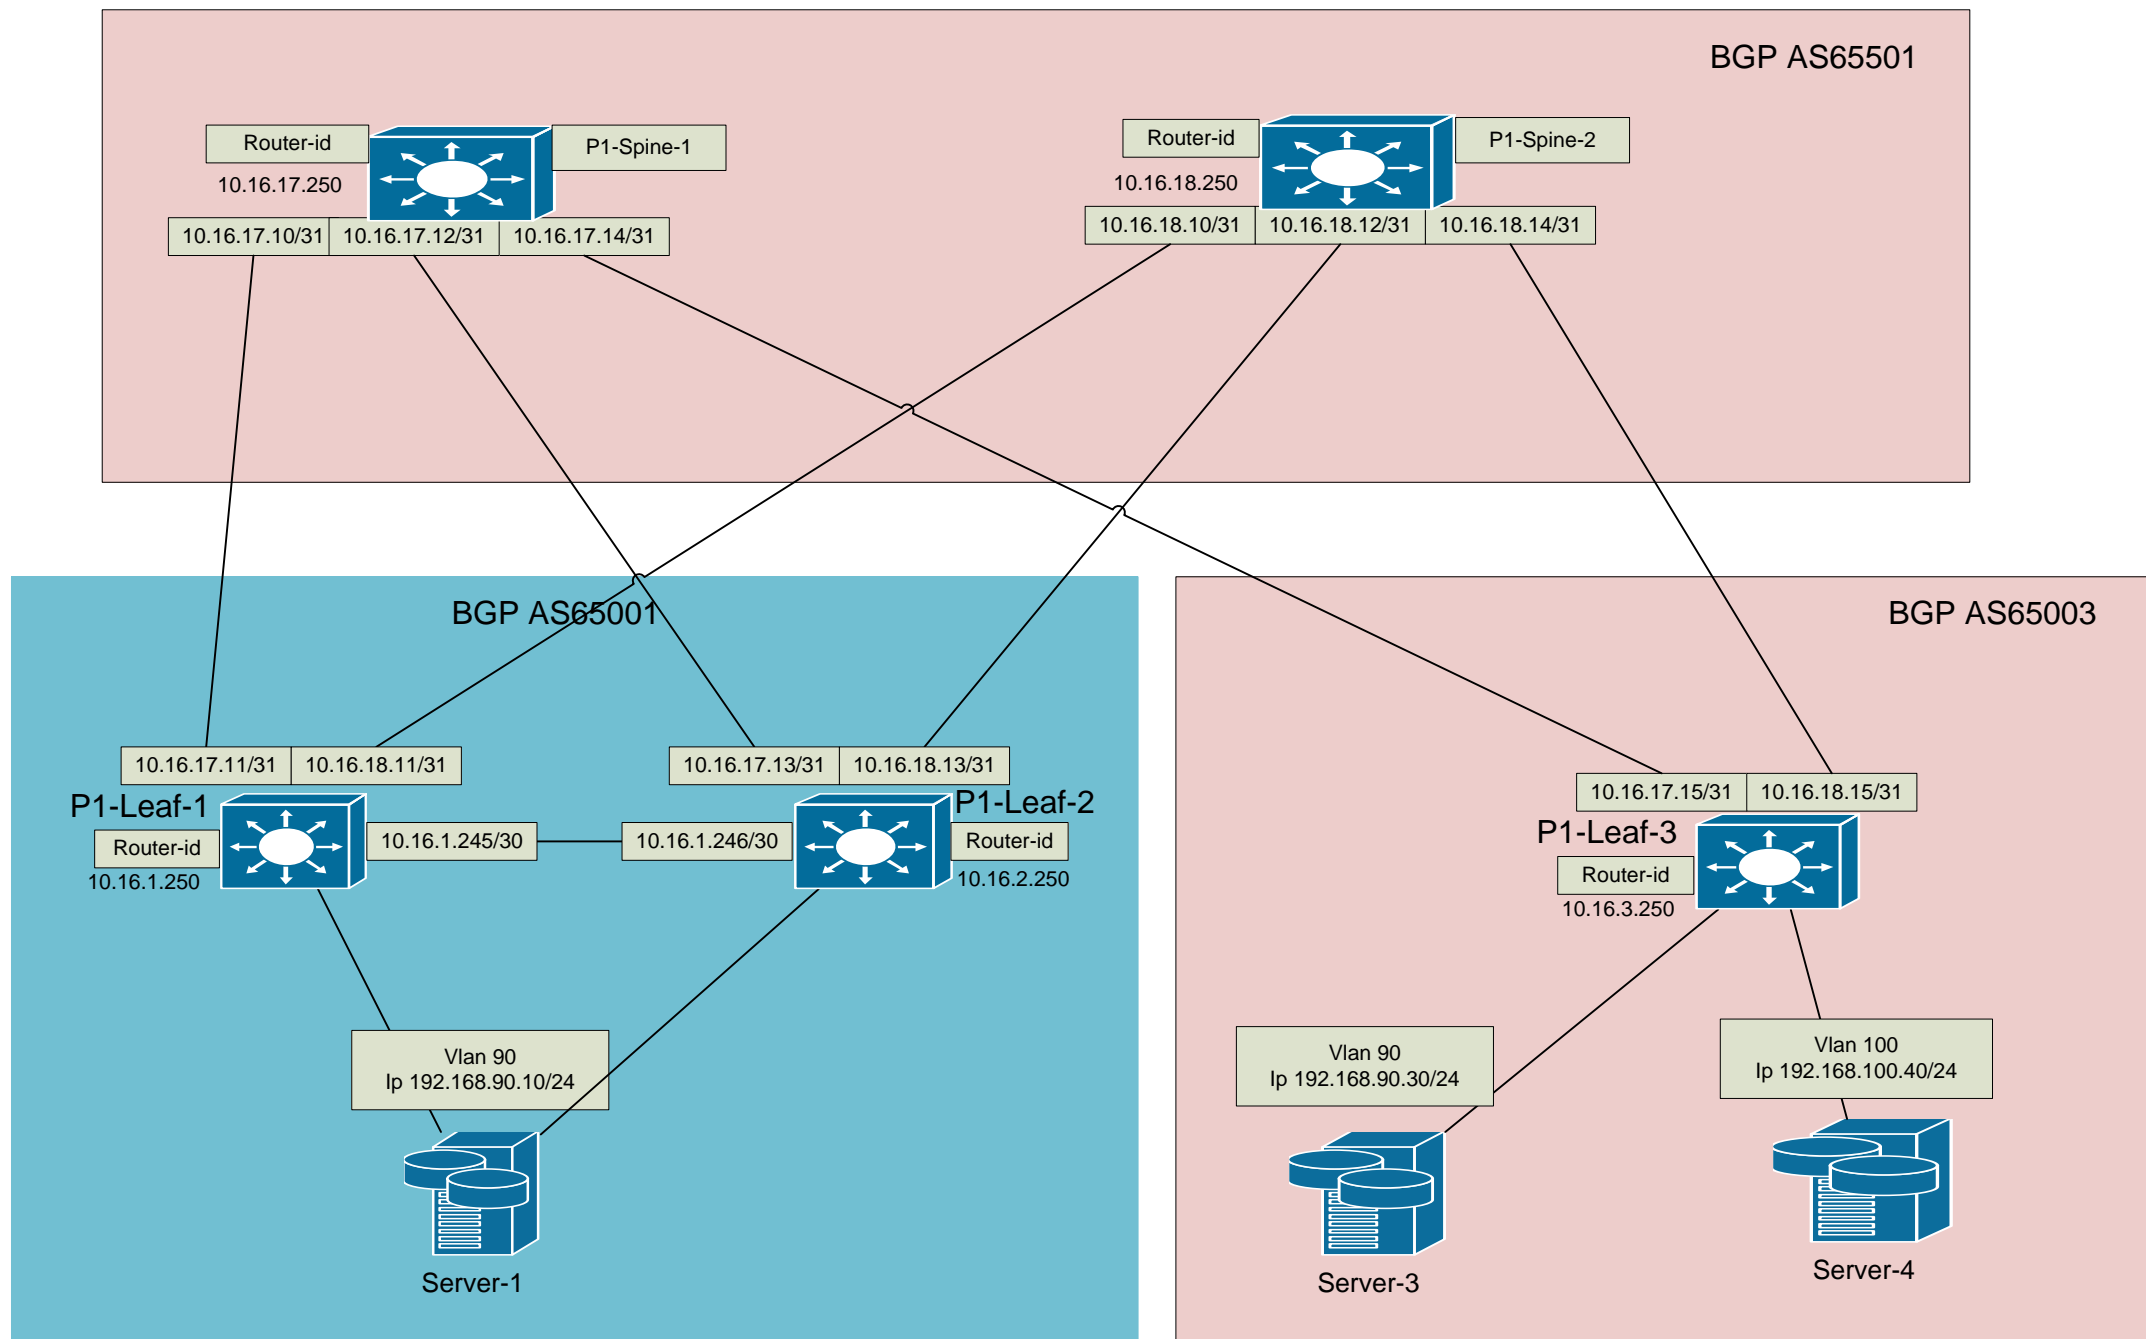 BGP AS65501
Router-id
P1-Spine-1
10.16.17.250
10.16.17.10/31
10.16.17.12/31
10.16.17.14/31
Router-id
P1-Spine-2
10.16.18.250
10.16.18.10/31
10.16.18.12/31
10.16.18.14/31
BGP AS65001
10.16.17.11/31
10.16.18.11/31
P1-Leaf-1
Router-id
10.16.1.250
10.16.1.245/30
10.16.1.246/30
10.16.17.13/31
10.16.18.13/31
P1-Leaf-2
Router-id
10.16.2.250
Vlan 90
Ip 192.168.90.10/24
Server-1
BGP AS65003
10.16.17.15/31
10.16.18.15/31
P1-Leaf-3
Router-id
10.16.3.250
Vlan 90
Ip 192.168.90.30/24
Server-3
Vlan 100
Ip 192.168.100.40/24
Server-4